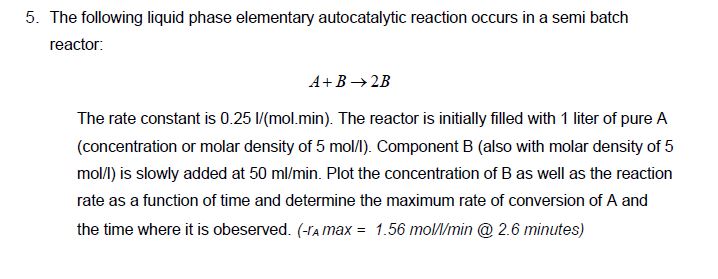 5. The following liquid phase elementary autocatalytic reaction occurs in a semi batch
reactor:
A + B → 2B
The rate constant is 0.25 l/(mol.min). The reactor is initially filled with 1 liter of pure A
(concentration or molar density of 5 mol/l). Component B (also with molar density of 5
mol/l) is slowly added at 50 ml/min. Plot the concentration of B as well as the reaction
rate as a function of time and determine the maximum rate of conversion of A and
the time where it is obeserved. (-rA max = 1.56 mol/l/min @ 2.6 minutes)